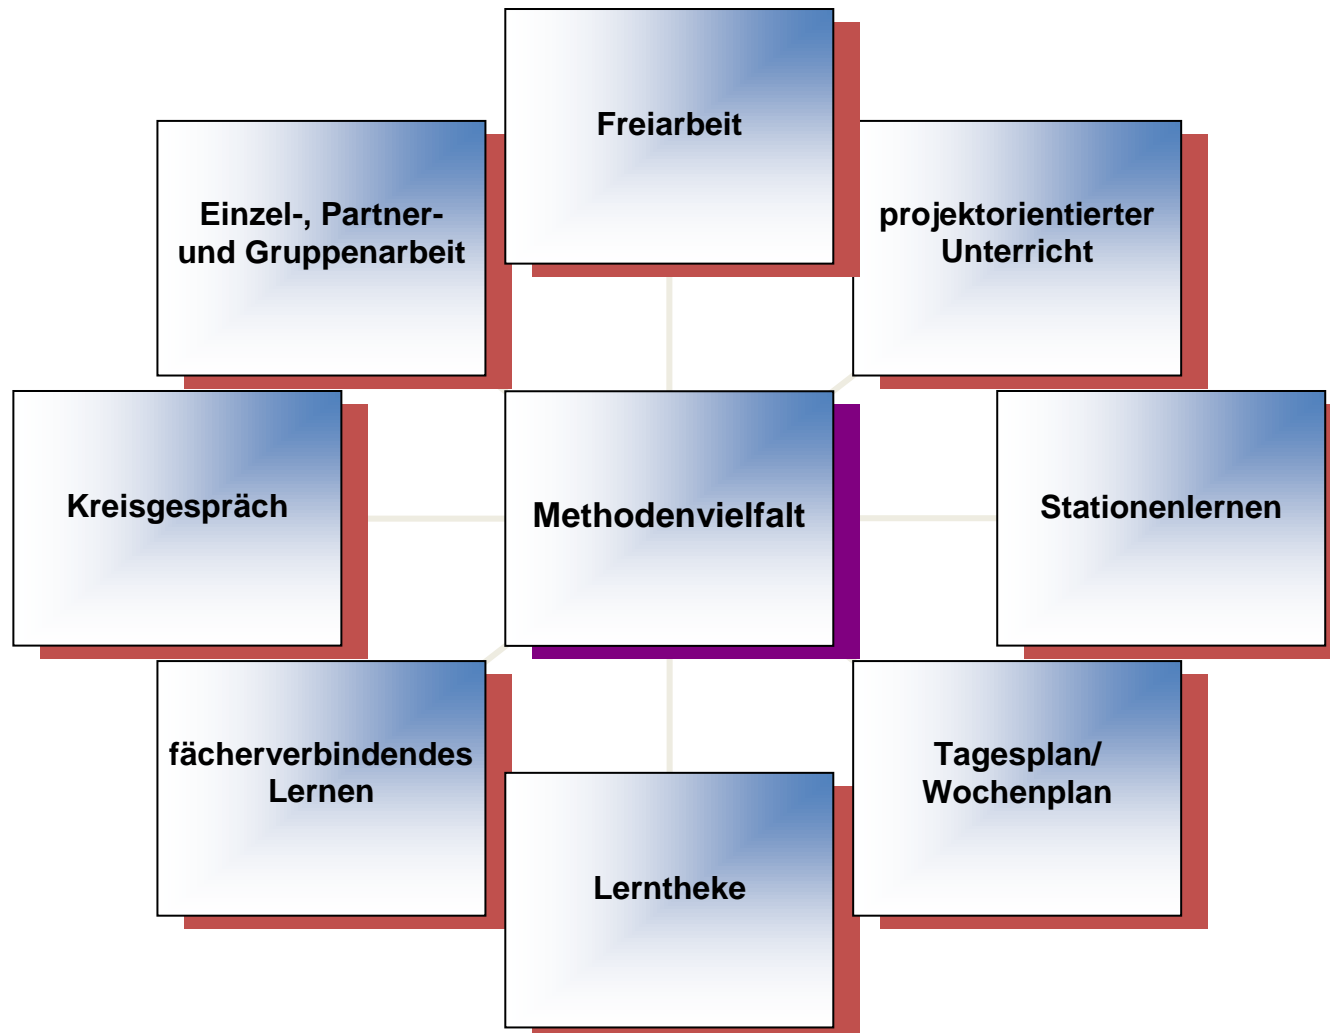 Freiarbeit
Einzel-, Partner-
und Gruppenarbeit
projektorientierter
Unterricht
Kreisgespräch
Methodenvielfalt
Stationenlernen
fächerverbindendes
Lernen
Tagesplan/
Wochenplan
Lerntheke